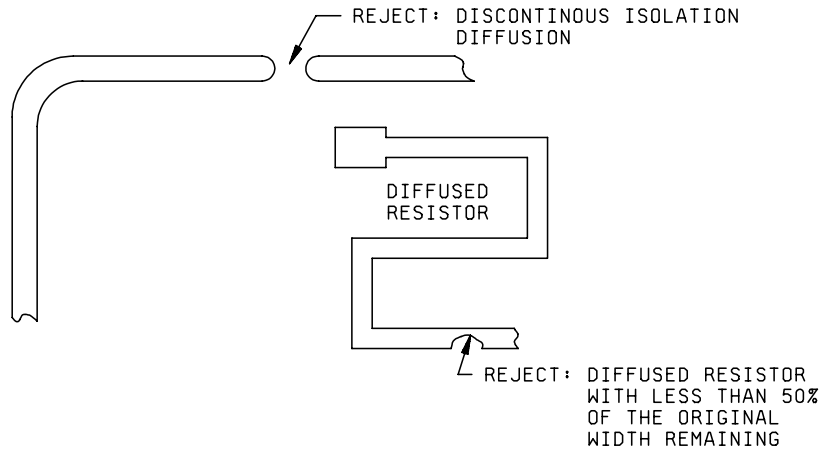 REJECT: DISCONTINOUS ISOLATION
DIFFUSION
DIFFUSED
RESISTOR
REJECT: DIFFUSED RESISTOR
WITH LESS THAN 50%
OF THE ORIGINAL
WIDTH REMAINING